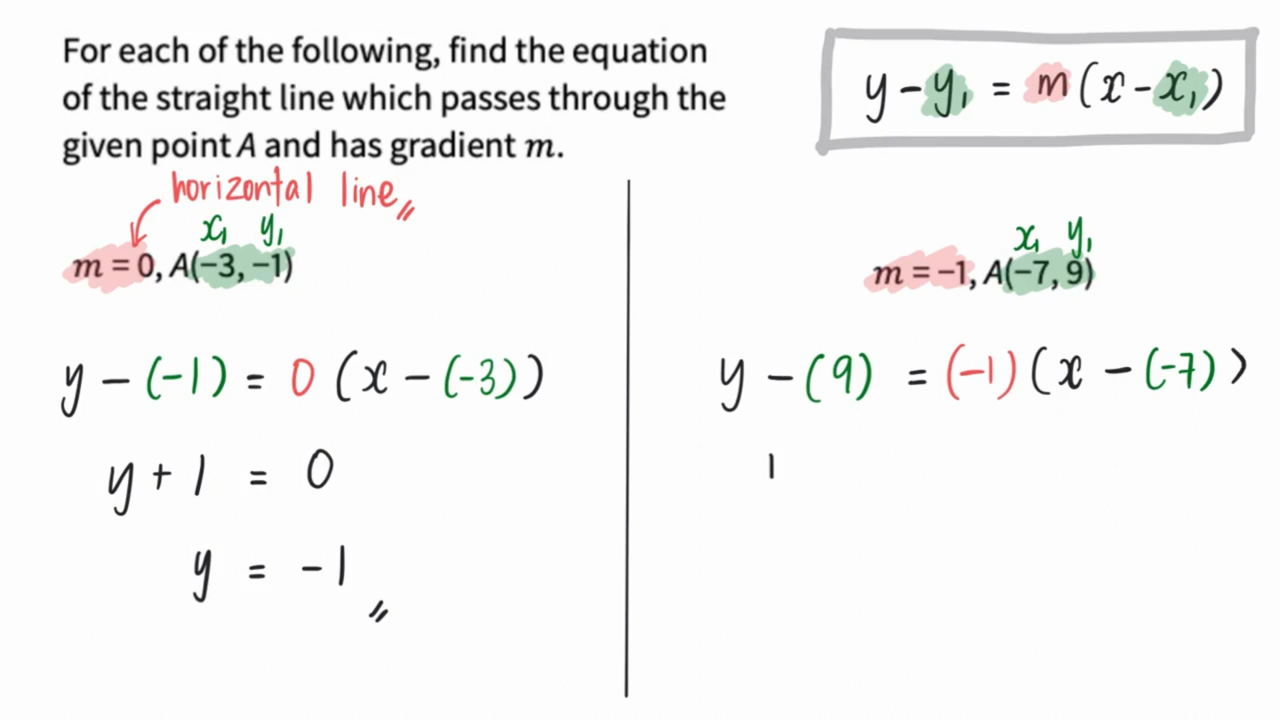 For each of the following, find the equation
of the straight line which passes through the
given point A and has gradient m.
y - y₁ = m(x - x₁)
horizontal line
x₁ y₁
m = 0, A(−3, −1)
y - (-1) = 0 (x - (-3))
y + 1 = 0
y = -1
x₁ y₁
m = −1, A(−7, 9)
y - (9) = (-1) (x - (-7))